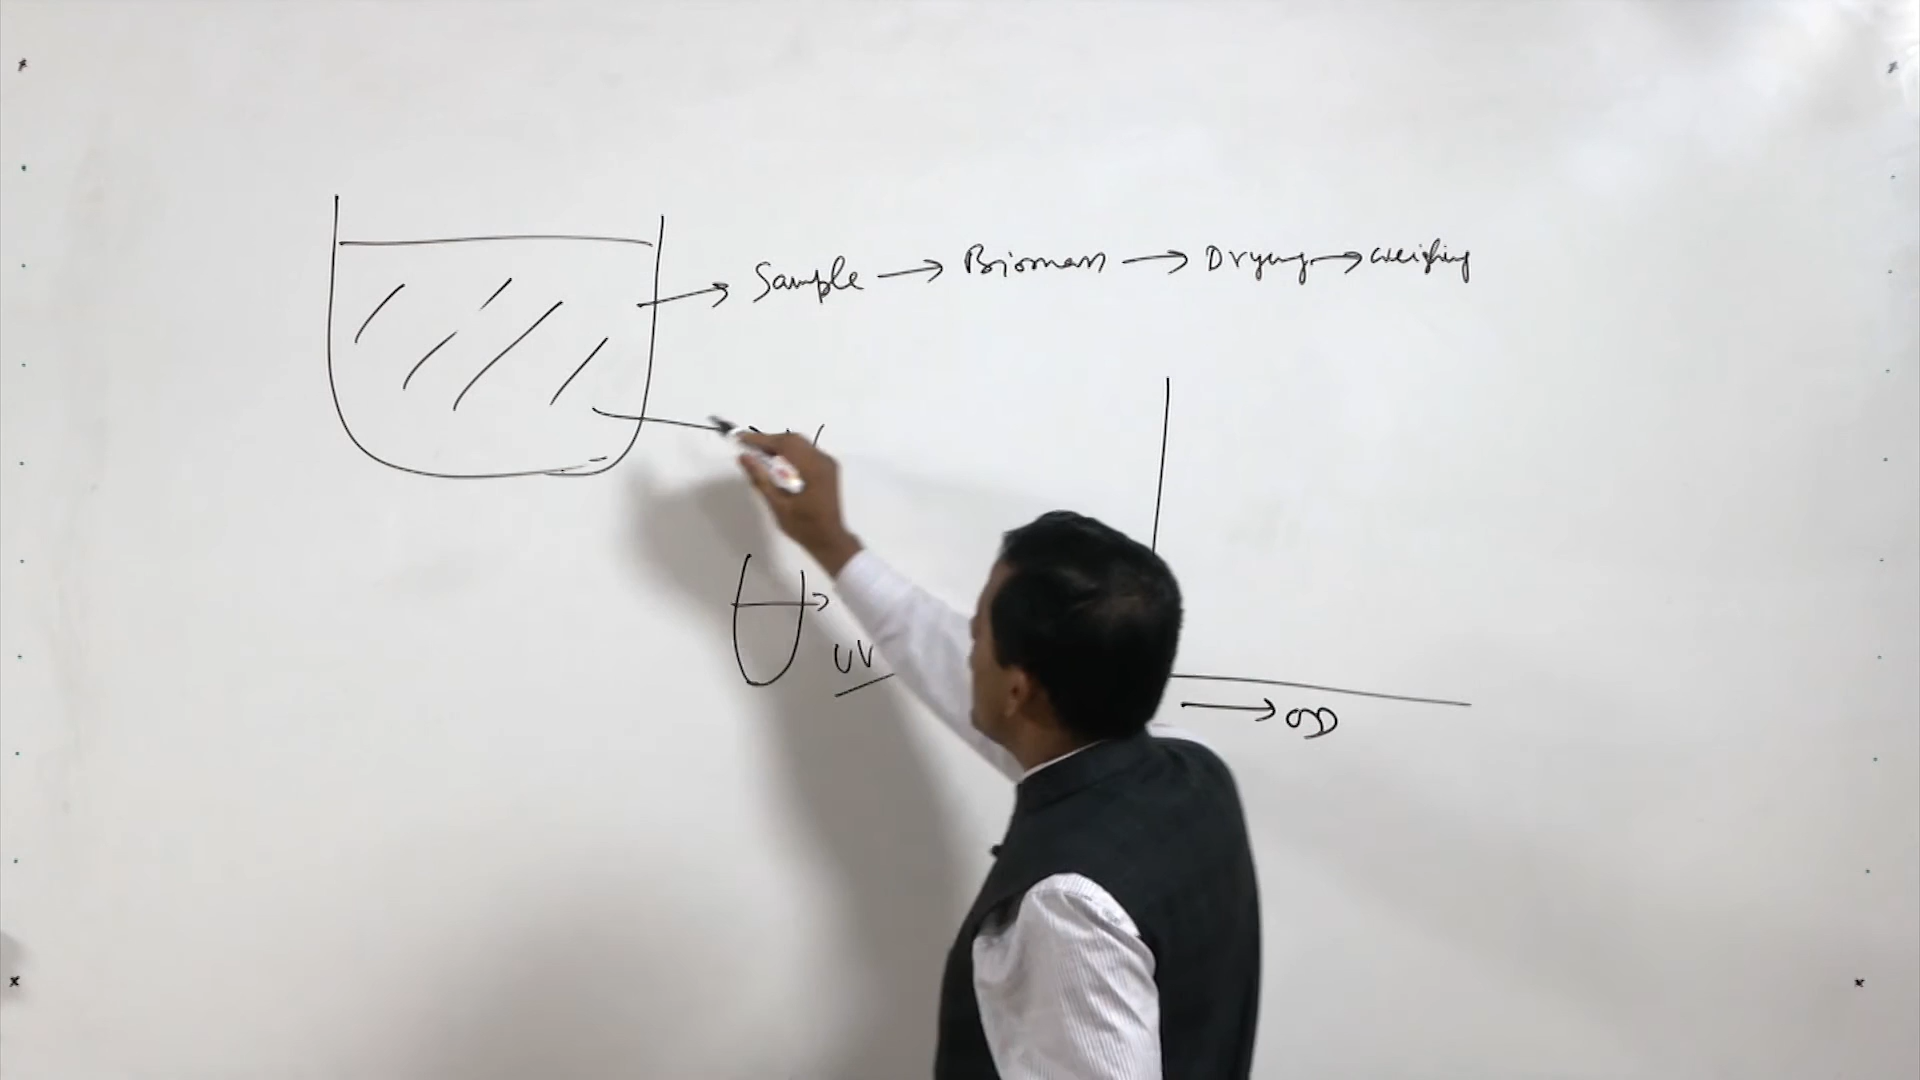 Sample → Biomass → Drying → weighing
UV
→ OD